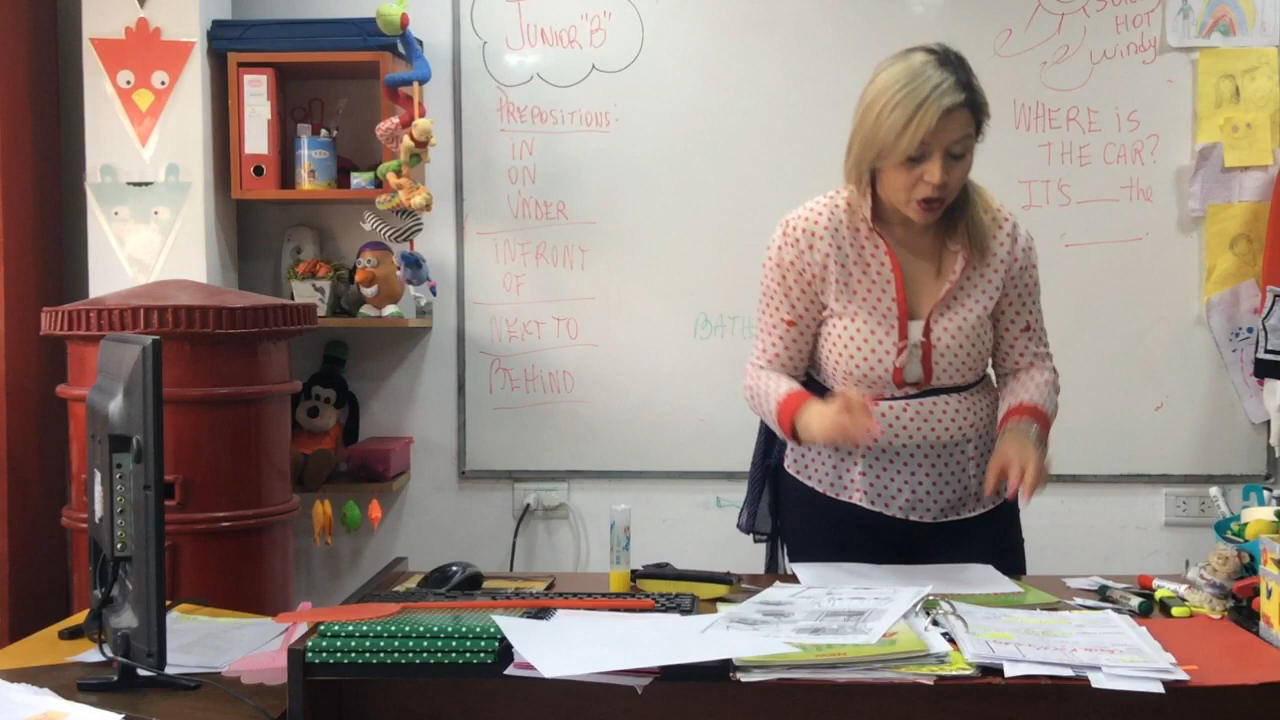 JUNIOR "B"
PREPOSITIONS:
IN
ON
UNDER
INFRONT
OF
NEXT TO
BEHIND
BATH
HOT
windy
WHERE is
THE CAR?
IT'S ___ the